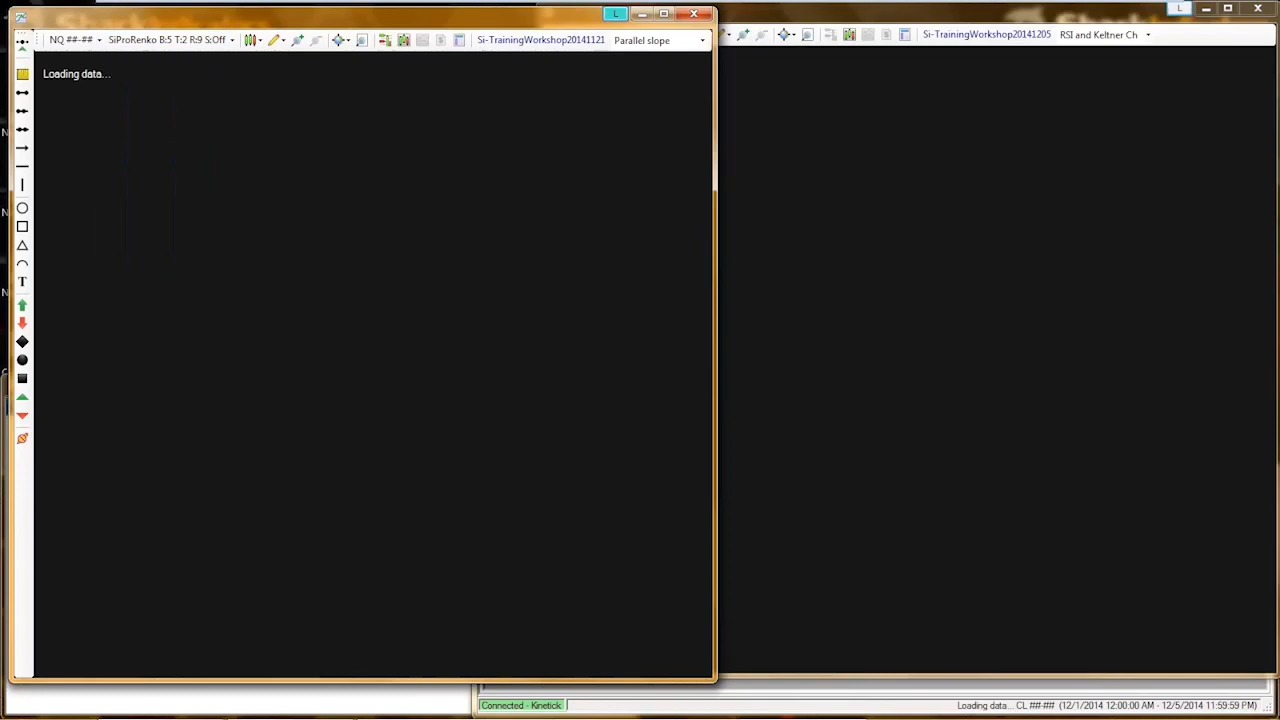 L
L
NQ ##-## SiProRenko B:5 T:2 R:9 S:Off Si-TrainingWorkshop20141121 Parallel slope
Si-TrainingWorkshop20141205 RSI and Keltner Ch
Loading data...
T
Connected - Kinetick
Loading data... CL ##-## (12/1/2014 12:00:00 AM - 12/5/2014 11:59:59 PM)